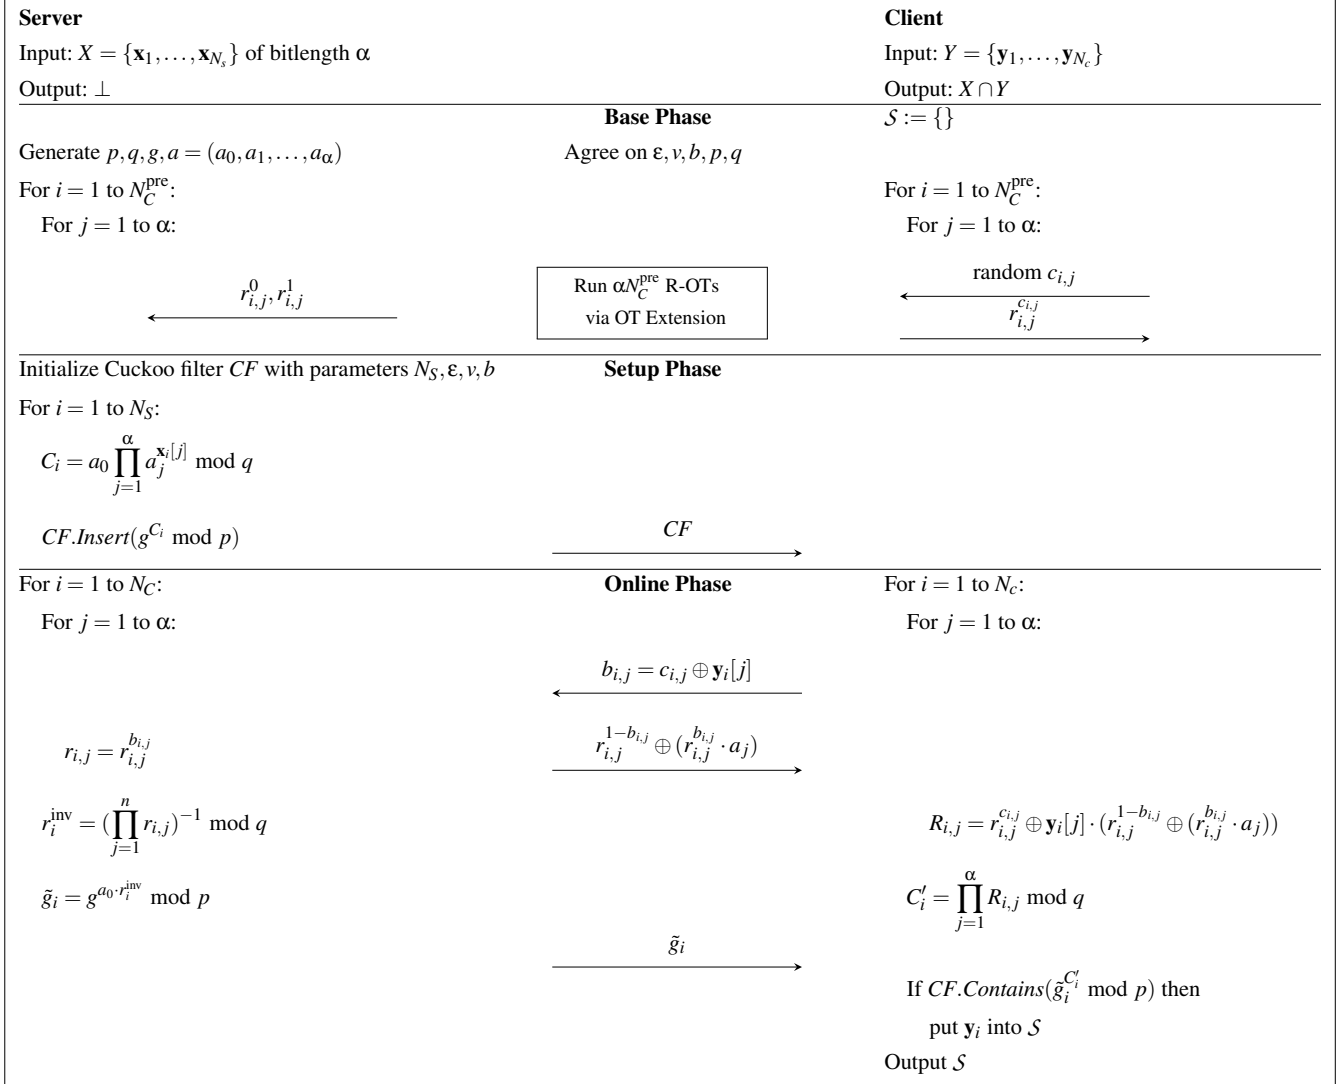 Server Client
Input: X = {x_1, …, x_{N_s}} of bitlength α Input: Y = {y_1, …, y_{N_c}}
Output: ⊥ Output: X ∩ Y
Base Phase S := {}
Generate p, q, g, a = (a_0, a_1, …, a_α) Agree on ε, v, b, p, q
For i = 1 to N_C^{pre}: For i = 1 to N_C^{pre}:
For j = 1 to α: For j = 1 to α:
r_{i,j}^0, r_{i,j}^1 Run αN_C^{pre} R-OTs random c_{i,j}
via OT Extension r_{i,j}^{c_{i,j}}
Initialize Cuckoo filter CF with parameters N_S, ε, v, b Setup Phase
For i = 1 to N_S:
C_i = a_0 ∏_{j=1}^{α} a_j^{x_i[j]} mod q
CF.Insert(g^{C_i} mod p) CF
For i = 1 to N_C: Online Phase For i = 1 to N_c:
For j = 1 to α: For j = 1 to α:
b_{i,j} = c_{i,j} ⊕ y_i[j]
r_{i,j} = r_{i,j}^{b_{i,j}} r_{i,j}^{1−b_{i,j}} ⊕ (r_{i,j}^{b_{i,j}} · a_j)
r_i^{inv} = (∏_{j=1}^{n} r_{i,j})^{−1} mod q R_{i,j} = r_{i,j}^{c_{i,j}} ⊕ y_i[j] · (r_{i,j}^{1−b_{i,j}} ⊕ (r_{i,j}^{b_{i,j}} · a_j))
g̃_i = g^{a_0 · r_i^{inv}} mod p C′_i = ∏_{j=1}^{α} R_{i,j} mod q
g̃_i
If CF.Contains(g̃_i^{C′_i} mod p) then
put y_i into S
Output S